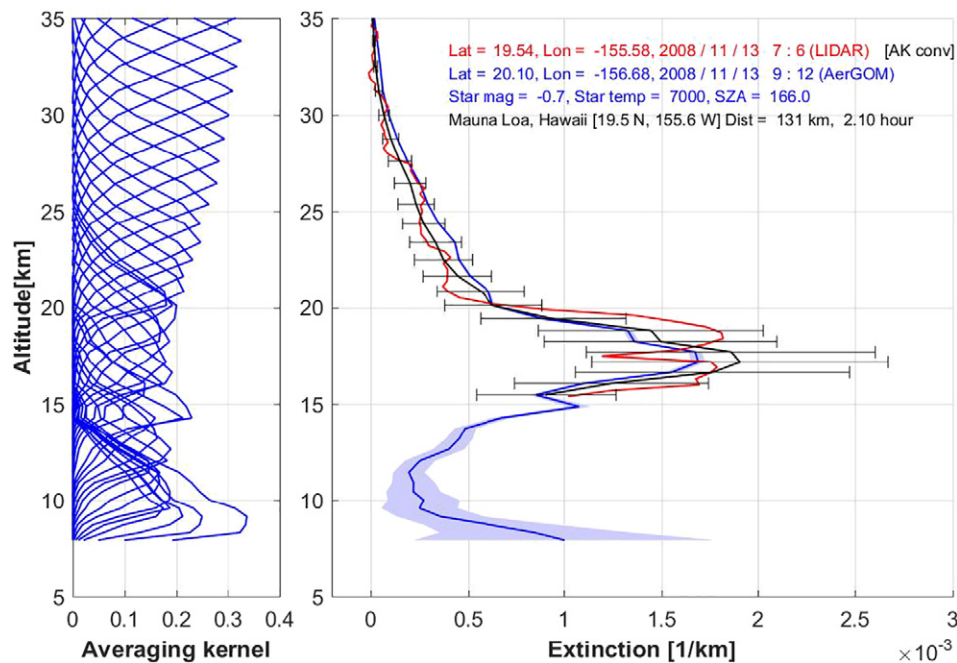 35
30
25
20
15
10
5
Altitude[km]
0 0.1 0.2 0.3 0.4
Averaging kernel
35
30
25
20
15
10
5
Lat = 19.54, Lon = -155.58, 2008 / 11 / 13 7 : 6 (LIDAR) [AK conv]
Lat = 20.10, Lon = -156.68, 2008 / 11 / 13 9 : 12 (AerGOM)
Star mag = -0.7, Star temp = 7000, SZA = 166.0
Mauna Loa, Hawaii [19.5 N, 155.6 W] Dist = 131 km, 2.10 hour
0 0.5 1 1.5 2 2.5 3
Extinction [1/km]
×10⁻³